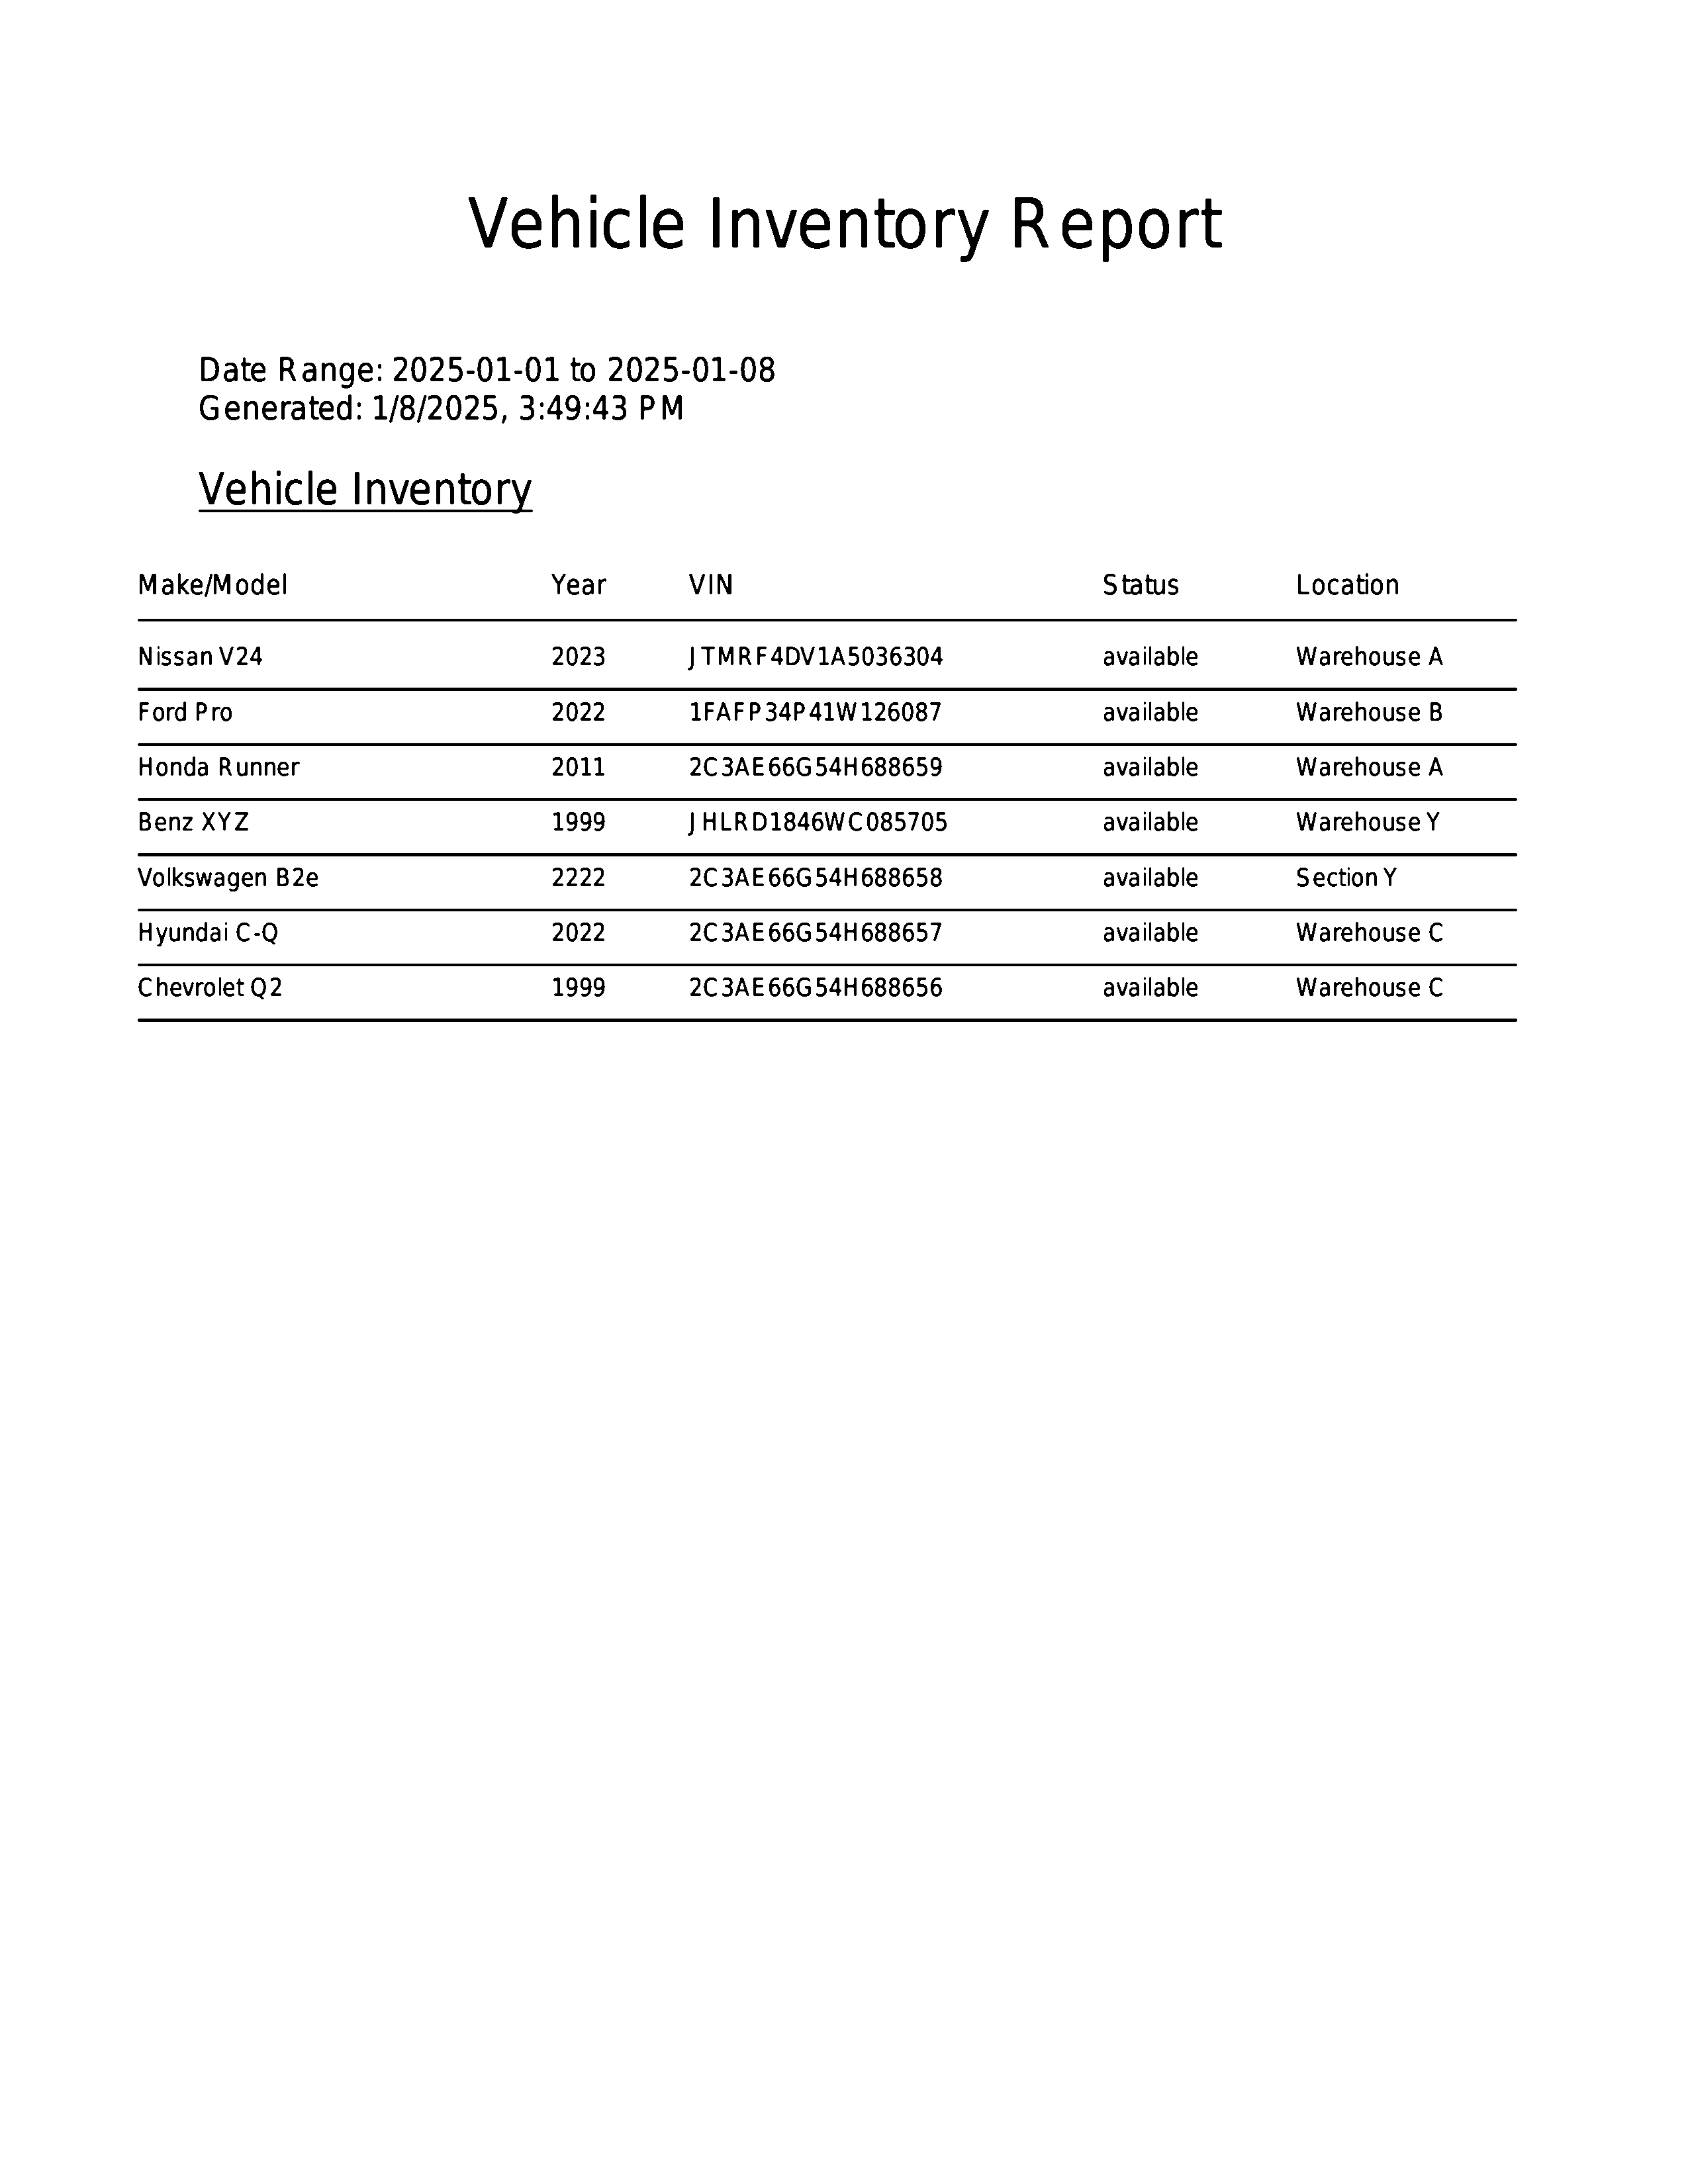 Vehicle Inventory Report
Date Range: 2025-01-01 to 2025-01-08
Generated: 1/8/2025, 3:49:43 PM
Vehicle Inventory
Make/Model Year VIN Status Location
Nissan V24 2023 JTMRF4DV1A5036304 available Warehouse A
Ford Pro 2022 1FAFP34P41W126087 available Warehouse B
Honda Runner 2011 2C3AE66G54H688659 available Warehouse A
Benz XYZ 1999 JHLRD1846WC085705 available Warehouse Y
Volkswagen B2e 2222 2C3AE66G54H688658 available Section Y
Hyundai C-Q 2022 2C3AE66G54H688657 available Warehouse C
Chevrolet Q2 1999 2C3AE66G54H688656 available Warehouse C